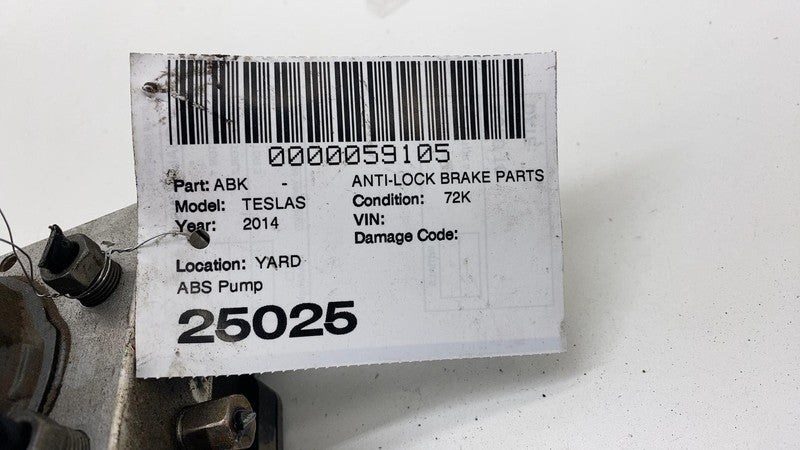 0000059105
Part: ABK - ANTI-LOCK BRAKE PARTS
Model: TESLAS Condition: 72K
Year: 2014 VIN:
Damage Code:
Location: YARD
ABS Pump
25025